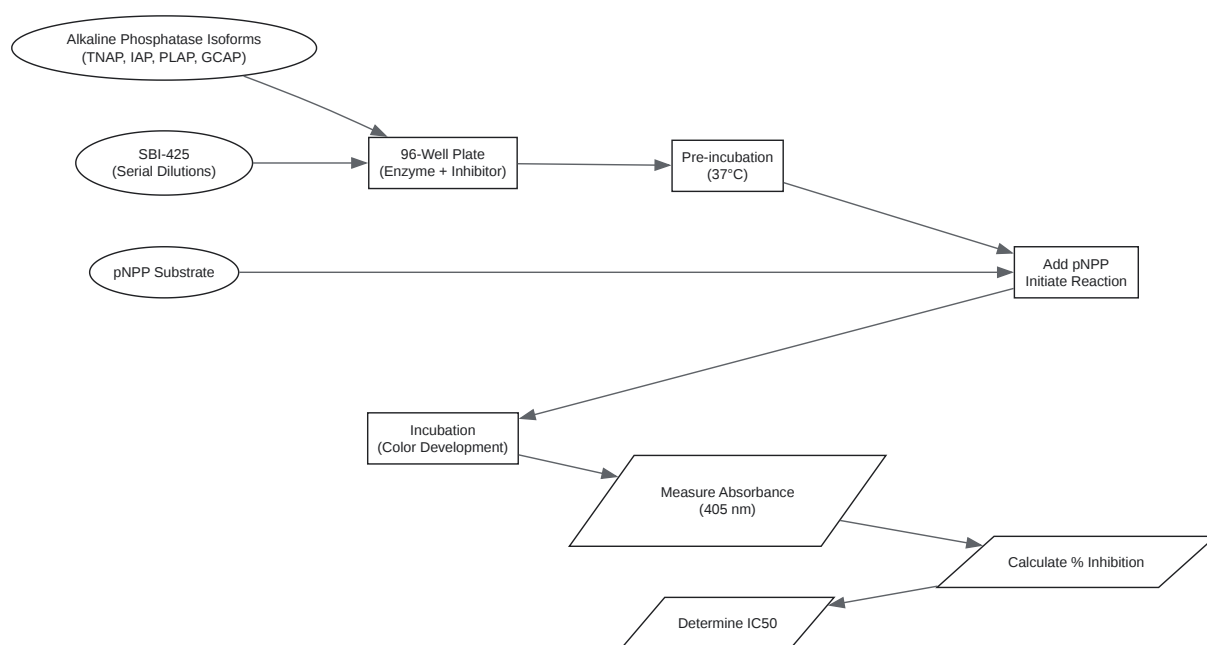 Alkaline Phosphatase Isoforms
(TNAP, IAP, PLAP, GCAP)
SBI-425
(Serial Dilutions)
96-Well Plate
(Enzyme + Inhibitor)
Pre-incubation
(37°C)
pNPP Substrate
Add pNPP
Initiate Reaction
Incubation
(Color Development)
Measure Absorbance
(405 nm)
Calculate % Inhibition
Determine IC50